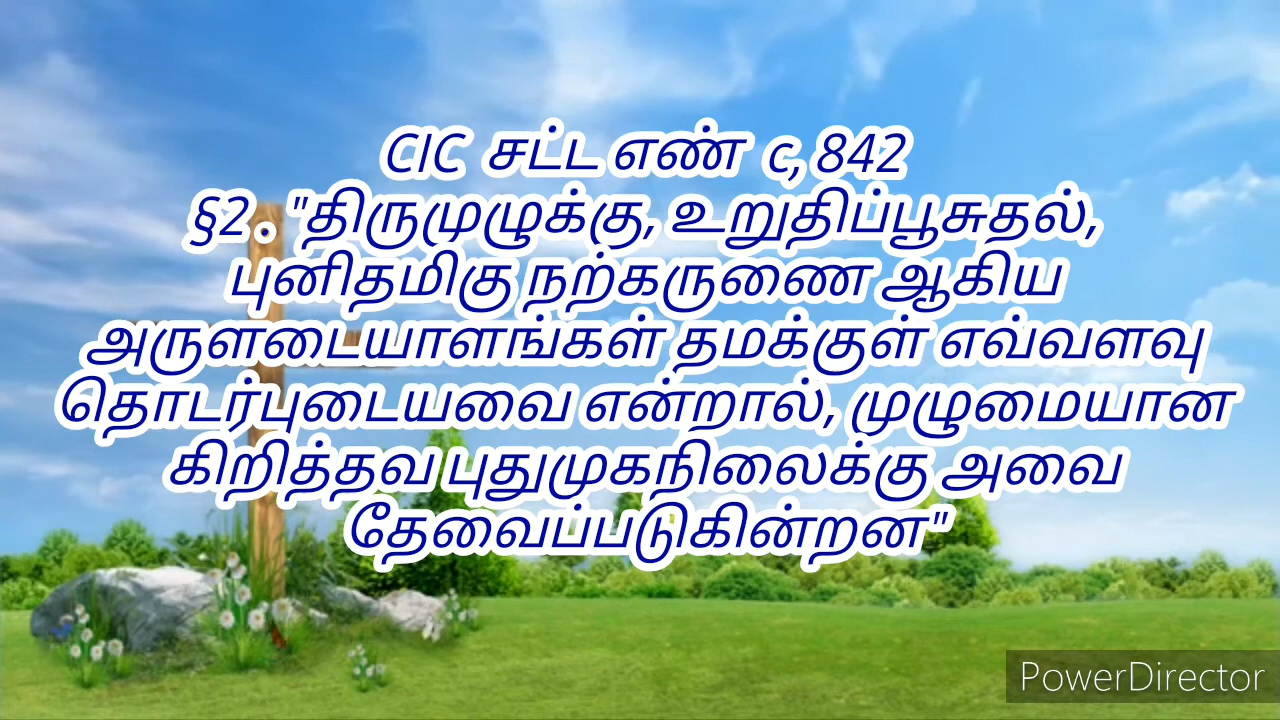 CIC சட்ட எண் c, 842
§2 . "திருமுழுக்கு, உறுதிப்பூசுதல்,
புனிதமிகு நற்கருணை ஆகிய
அருளடையாளங்கள் தமக்குள் எவ்வளவு
தொடர்புடையவை என்றால், முழுமையான
கிறித்தவ புதுமுகநிலைக்கு அவை
தேவைப்படுகின்றன"
PowerDirector